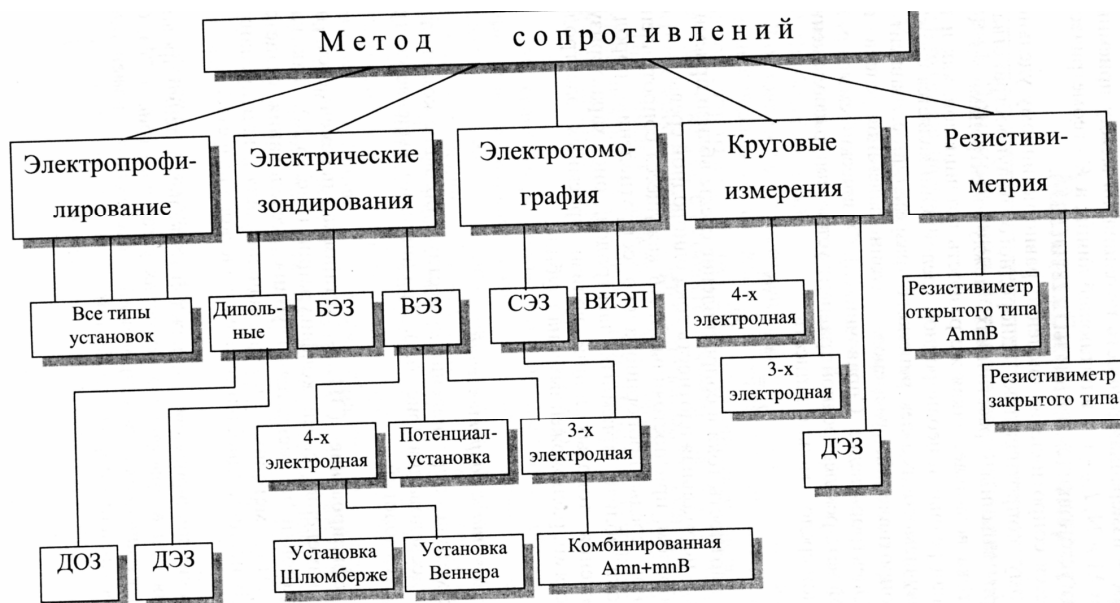 Метод сопротивлений
Электропрофи-
лирование
Электрические
зондирования
Электротомо-
графия
Круговые
измерения
Резистиви-
метрия
Все типы
установок
Диполь-
ные
БЭЗ
ВЭЗ
СЭЗ
ВИЭП
4-х
электродная
3-х
электродная
ДЭЗ
Резистивиметр
открытого типа
AmnB
Резистивиметр
закрытого типа
4-х
электродная
Потенциал-
установка
3-х
электродная
ДОЗ
ДЭЗ
Установка
Шлюмберже
Установка
Веннера
Комбинированная
Amn+mnB